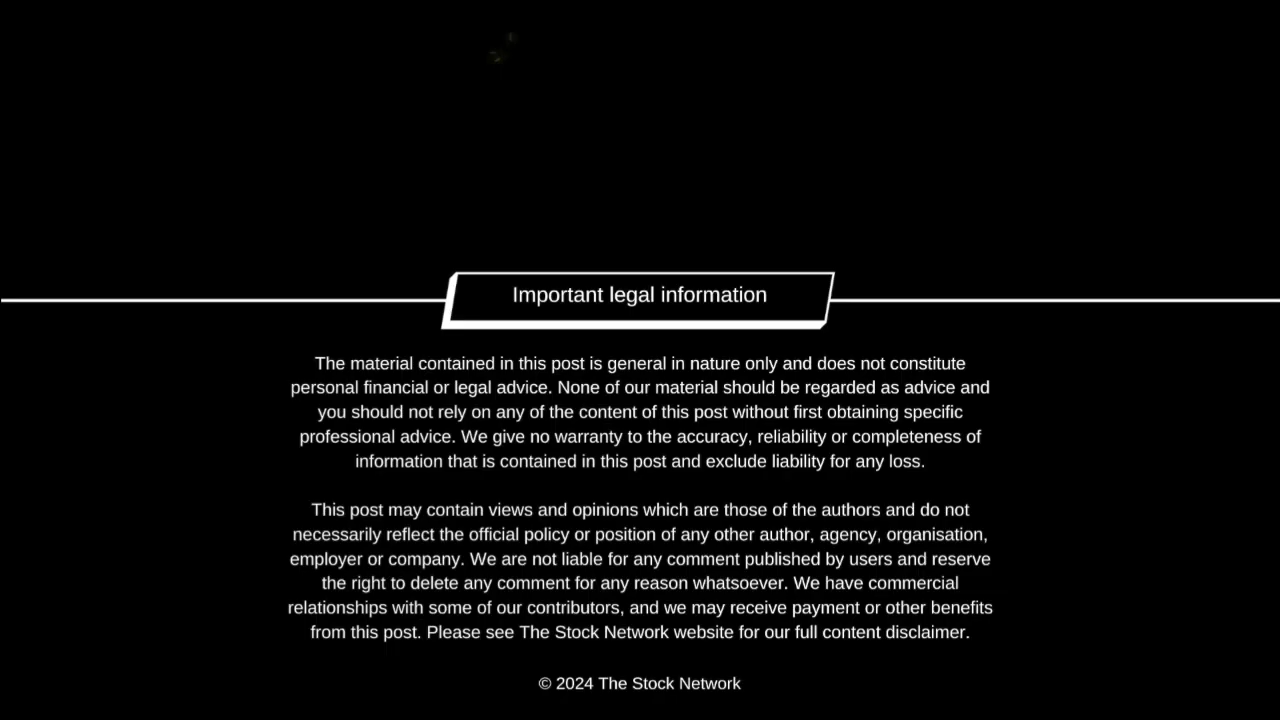 Important legal information
The material contained in this post is general in nature only and does not constitute
personal financial or legal advice. None of our material should be regarded as advice and
you should not rely on any of the content of this post without first obtaining specific
professional advice. We give no warranty to the accuracy, reliability or completeness of
information that is contained in this post and exclude liability for any loss.
This post may contain views and opinions which are those of the authors and do not
necessarily reflect the official policy or position of any other author, agency, organisation,
employer or company. We are not liable for any comment published by users and reserve
the right to delete any comment for any reason whatsoever. We have commercial
relationships with some of our contributors, and we may receive payment or other benefits
from this post. Please see The Stock Network website for our full content disclaimer.
© 2024 The Stock Network